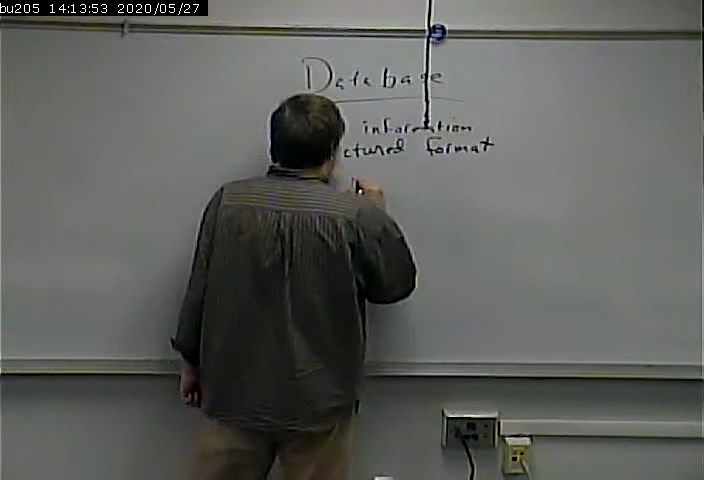 bu205 14:13:53 2020/05/27
Database
information
ctured format